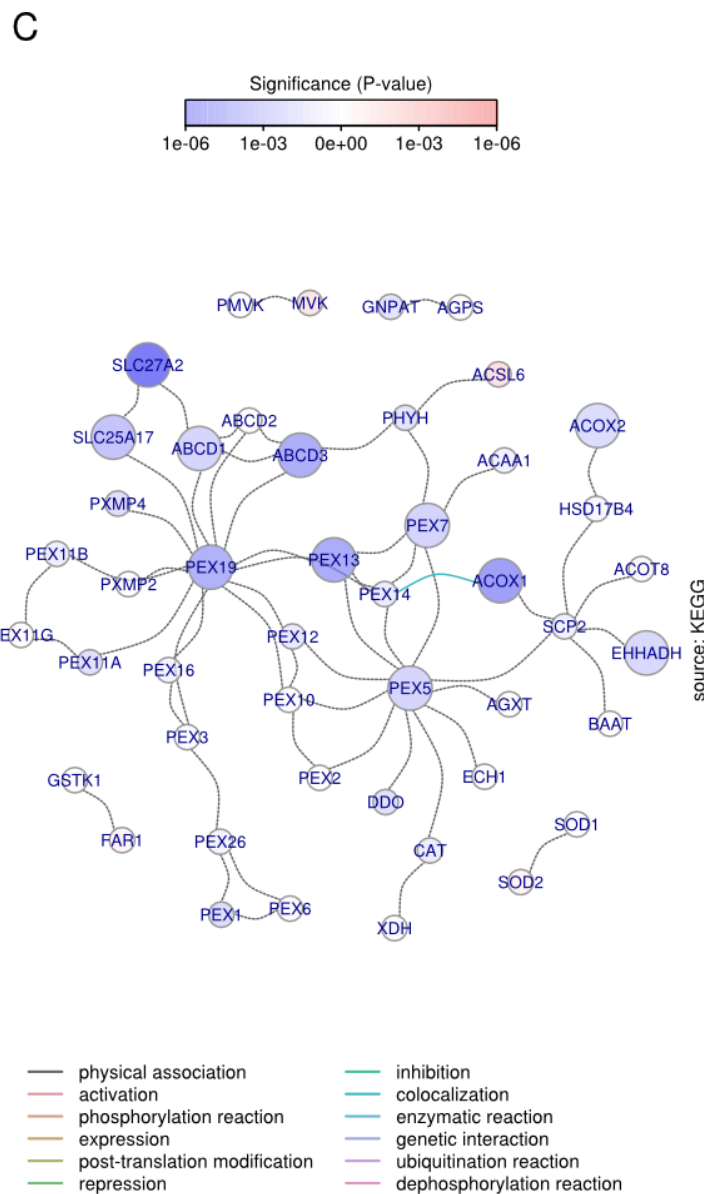 C
Significance (P-value)
1e-06 1e-03 0e+00 1e-03 1e-06
PMVK MVK GNPAT AGPS
SLC27A2
ACSL6
ABCD2 PHYH ACOX2
SLC25A17 ABCD1 ABCD3
ACAA1
PXMP4 HSD17B4
PEX7
PEX11B PEX19 PEX13 ACOT8
PXMP2 PEX14 ACOX1
EX11G PEX12 SCP2
PEX11A PEX16 EHHADH
source: KEGG
PEX10 PEX5 AGXT
PEX3 BAAT
GSTK1 PEX2 ECH1
DDO
FAR1 PEX26 CAT SOD1
SOD2
PEX1 PEX6
XDH
physical association
activation
phosphorylation reaction
expression
post-translation modification
repression
inhibition
colocalization
enzymatic reaction
genetic interaction
ubiquitination reaction
dephosphorylation reaction